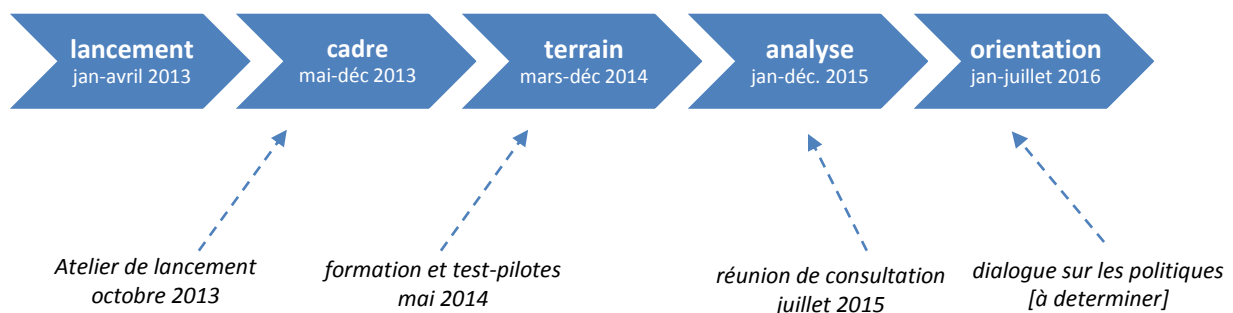 lancement
jan-avril 2013
cadre
mai-déc 2013
terrain
mars-déc 2014
analyse
jan-déc. 2015
orientation
jan-juillet 2016
Atelier de lancement
octobre 2013
formation et test-pilotes
mai 2014
réunion de consultation
juillet 2015
dialogue sur les politiques
[à determiner]